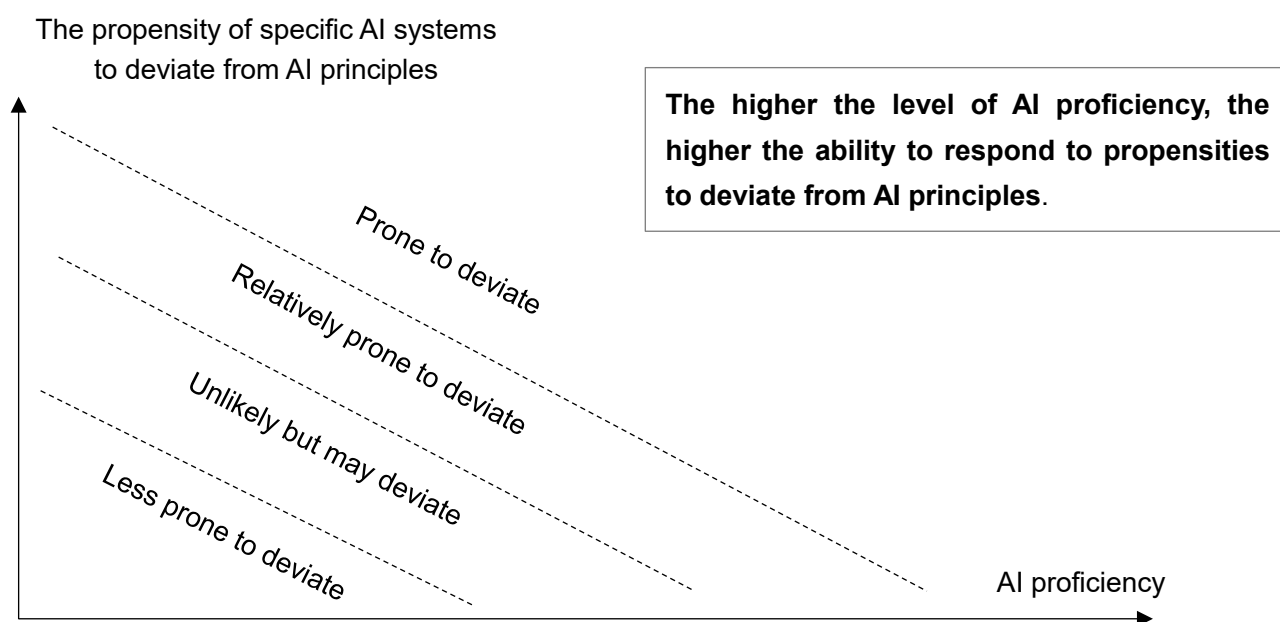 The propensity of specific AI systems
to deviate from AI principles
The higher the level of AI proficiency, the
higher the ability to respond to propensities
to deviate from AI principles.
Prone to deviate
Relatively prone to deviate
Unlikely but may deviate
Less prone to deviate
AI proficiency